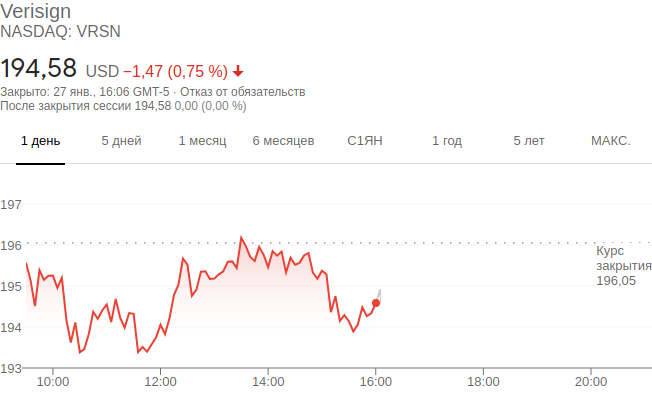 Verisign
NASDAQ: VRSN
194,58 USD −1,47 (0,75 %)
Закрыто: 27 янв., 16:06 GMT-5 · Отказ от обязательств
После закрытия сессии 194,58 0,00 (0,00 %)
1 день 5 дней 1 месяц 6 месяцев С1ЯН 1 год 5 лет МАКС.
197
196
Курс
закрытия
196,05
195
194
193
10:00 12:00 14:00 16:00 18:00 20:00